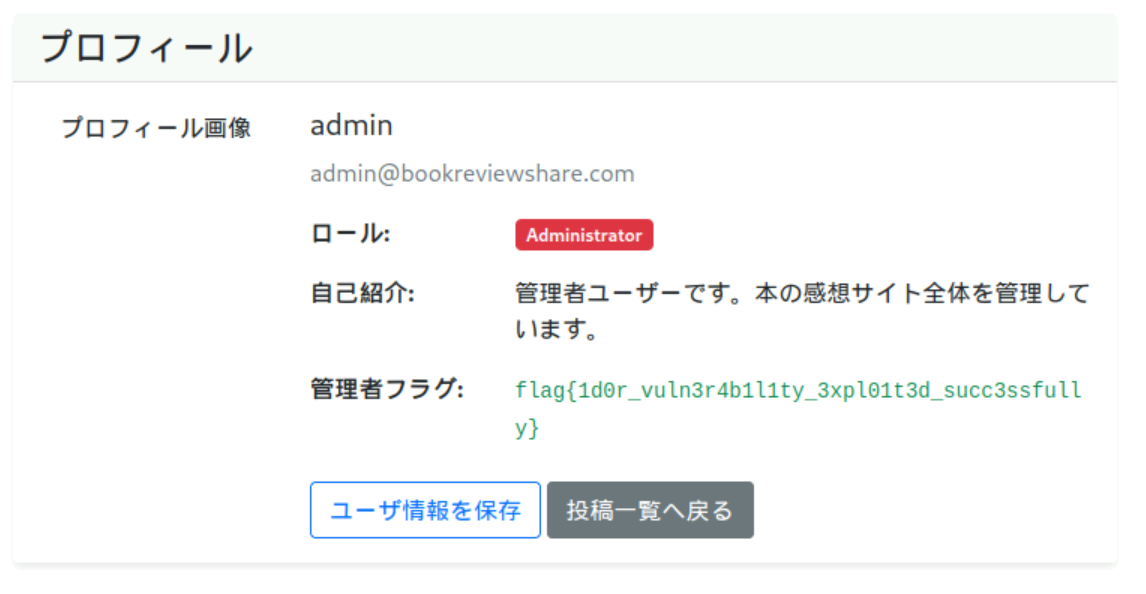 プロフィール
プロフィール画像
admin
admin@bookreviewshare.com
ロール:
Administrator
自己紹介:
管理者ユーザーです。本の感想サイト全体を管理して
います。
管理者フラグ:
flag{1d0r_vuln3r4b1l1ty_3xpl01t3d_succ3ssfull
y}
ユーザ情報を保存
投稿一覧へ戻る